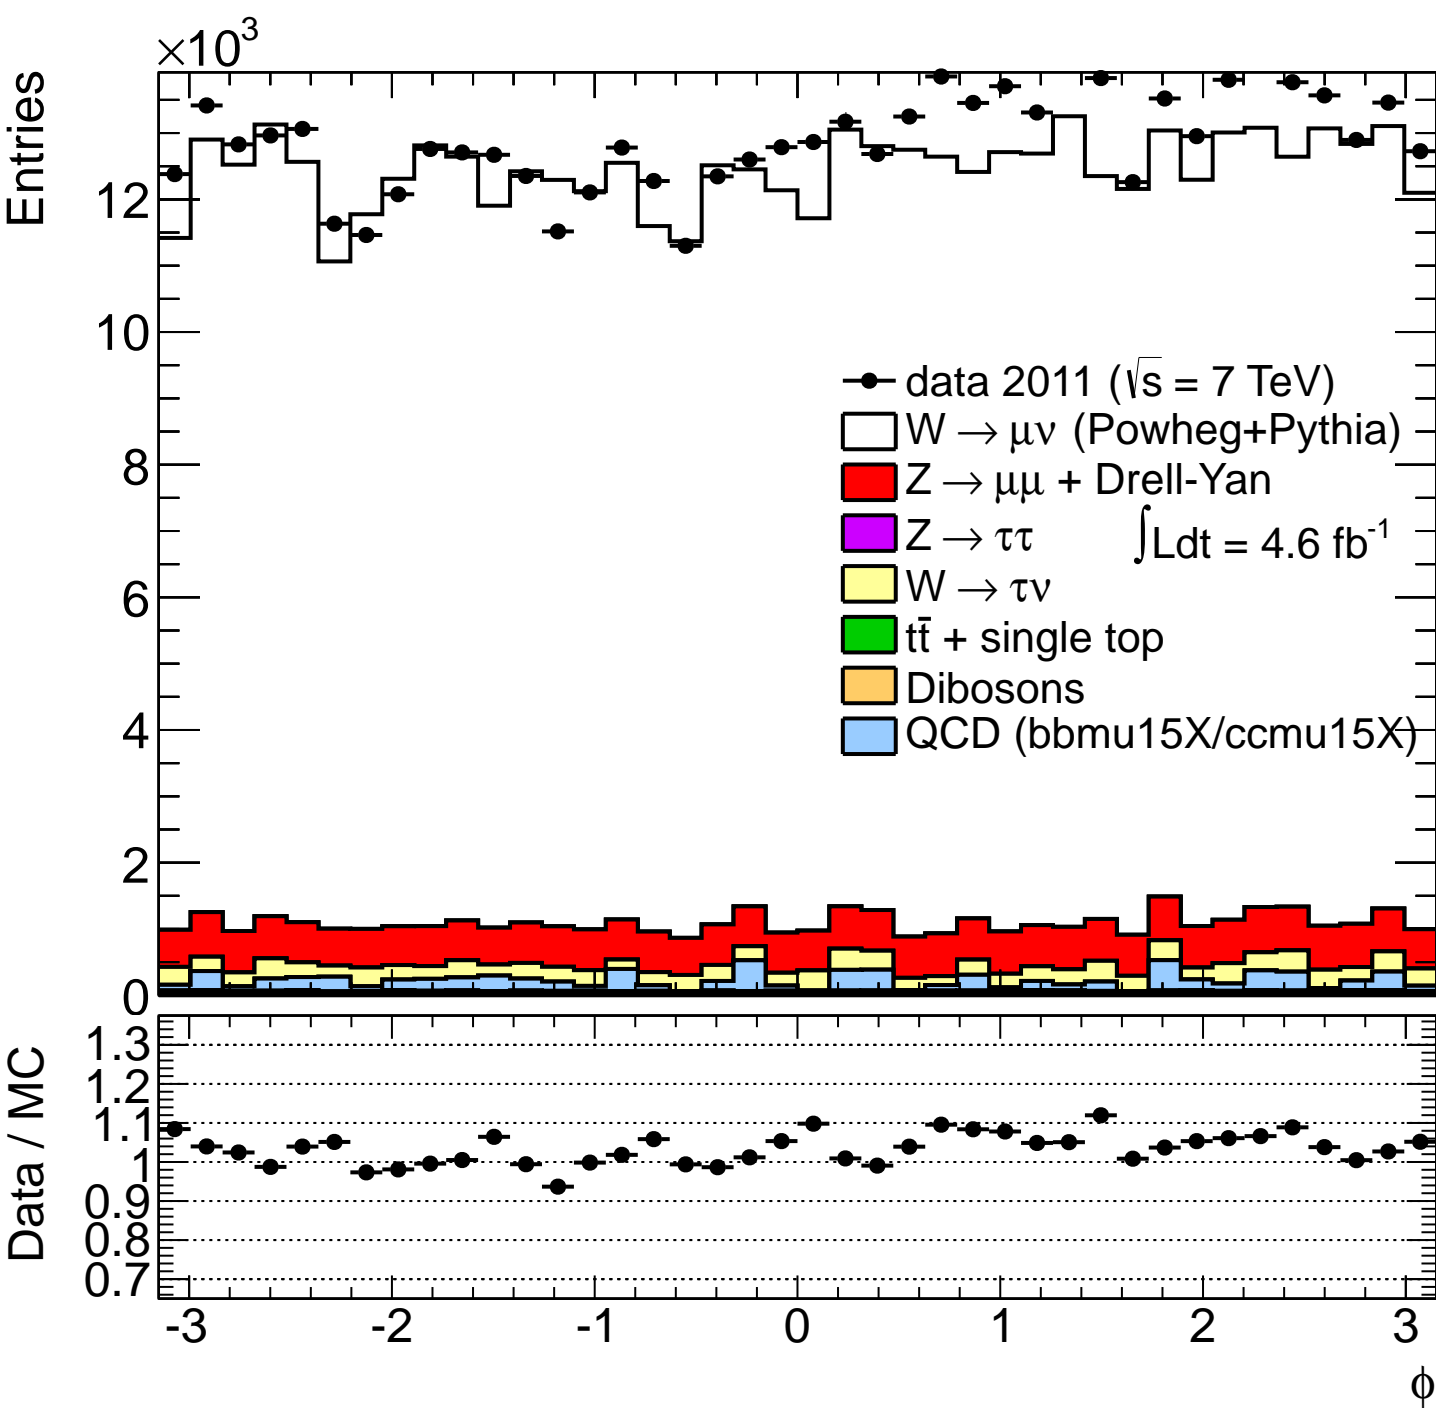 ×10³
Entries
12
10
8
6
4
2
0
data 2011 (√s = 7 TeV)
W → μν (Powheg+Pythia)
Z → μμ + Drell-Yan
Z → ττ
∫Ldt = 4.6 fb⁻¹
W → τν
tt̄ + single top
Dibosons
QCD (bbmu15X/ccmu15X)
Data / MC
1.3
1.2
1.1
1
0.9
0.8
0.7
-3 -2 -1 0 1 2 3
ϕ